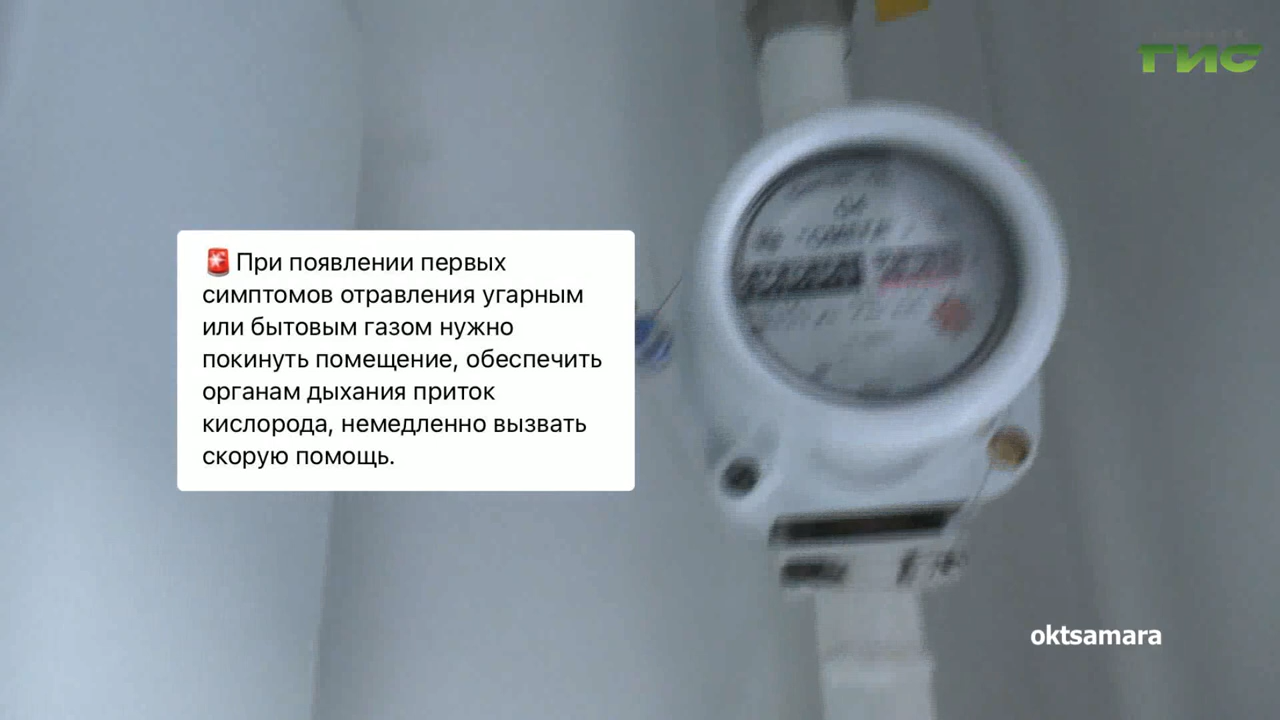 ГИС
🚨При появлении первых
симптомов отравления угарным
или бытовым газом нужно
покинуть помещение, обеспечить
органам дыхания приток
кислорода, немедленно вызвать
скорую помощь.
oktsamara